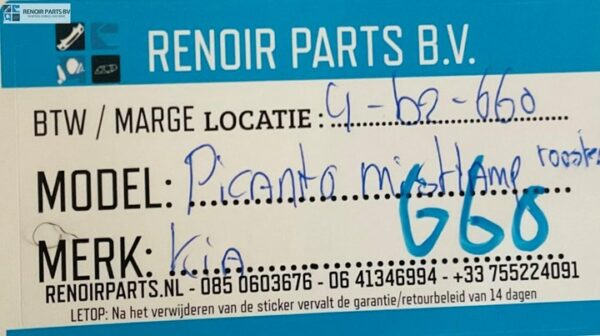 RENOIR PARTS BV
RENOIR PARTS B.V.
BTW / MARGE LOCATIE : 4-b2-660
MODEL: Picanto mistlamp rooster
660
MERK: Kia
RENOIRPARTS.NL - 085 0603676 - 06 41346994 - +33 755224091
LETOP: Na het verwijderen van de sticker vervalt de garantie/retourbeleid van 14 dagen